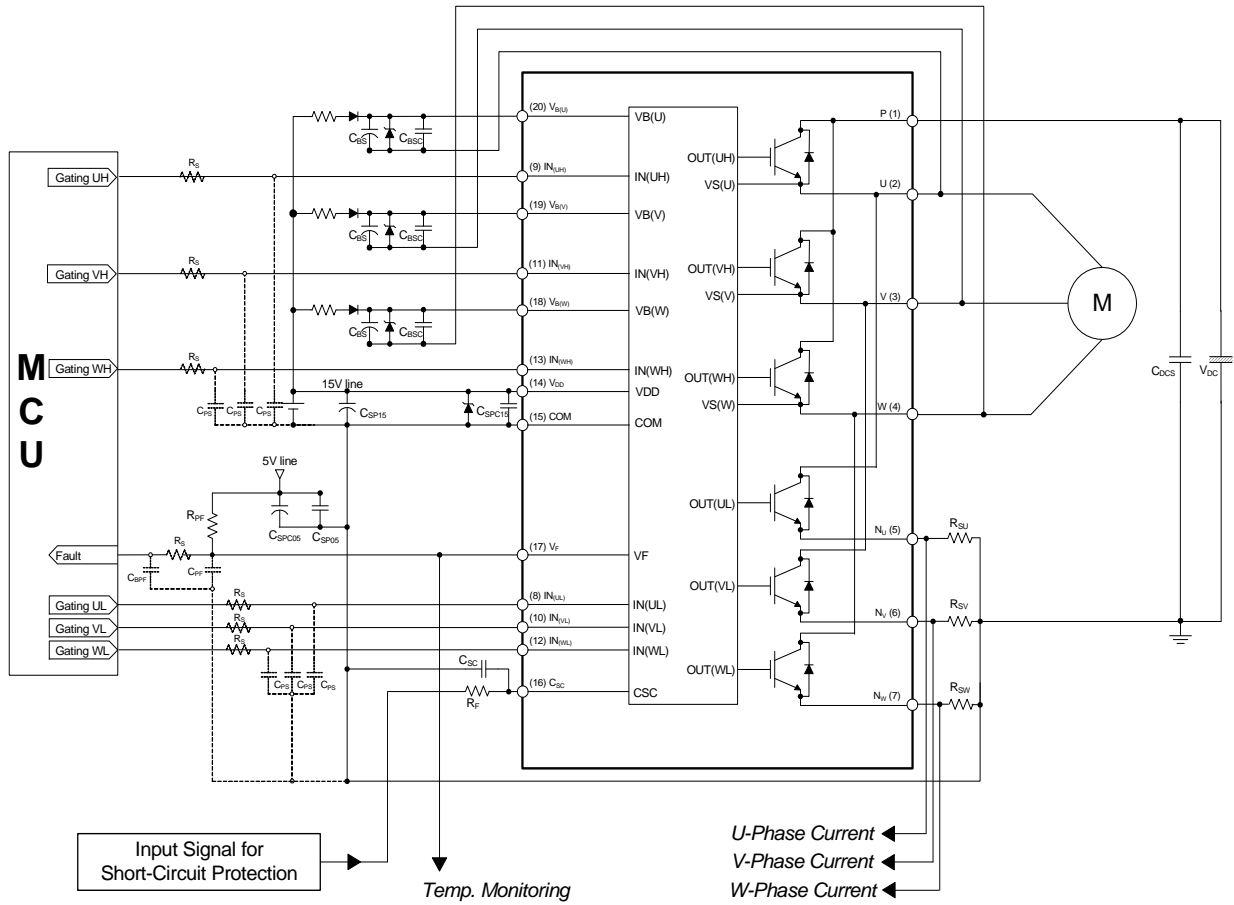 MCU
Gating UH
Gating VH
Gating WH
Fault
Gating UL
Gating VL
Gating WL
RS
RS
RS
RS
RS
RS
RS
CBS
CBSC
CBS
CBSC
CBS
CBSC
CPS
CPS
CPS
15V line
CSP15
CSPC15
5V line
RPF
CSPC05
CSP05
CBPF
CPF
CPS
CPS
CPS
CSC
RF
(20) VB(U)
(9) IN(UH)
(19) VB(V)
(11) IN(VH)
(18) VB(W)
(13) IN(WH)
(14) VDD
(15) COM
(17) VF
(8) IN(UL)
(10) IN(VL)
(12) IN(WL)
(16) CSC
VB(U)
IN(UH)
VB(V)
IN(VH)
VB(W)
IN(WH)
VDD
COM
VF
IN(UL)
IN(VL)
IN(WL)
CSC
OUT(UH)
VS(U)
OUT(VH)
VS(V)
OUT(WH)
VS(W)
OUT(UL)
OUT(VL)
OUT(WL)
P (1)
U (2)
V (3)
W (4)
NU (5)
NV (6)
NW (7)
RSU
RSV
RSW
M
CDCS
VDC
Input Signal for
Short-Circuit Protection
Temp. Monitoring
U-Phase Current
V-Phase Current
W-Phase Current